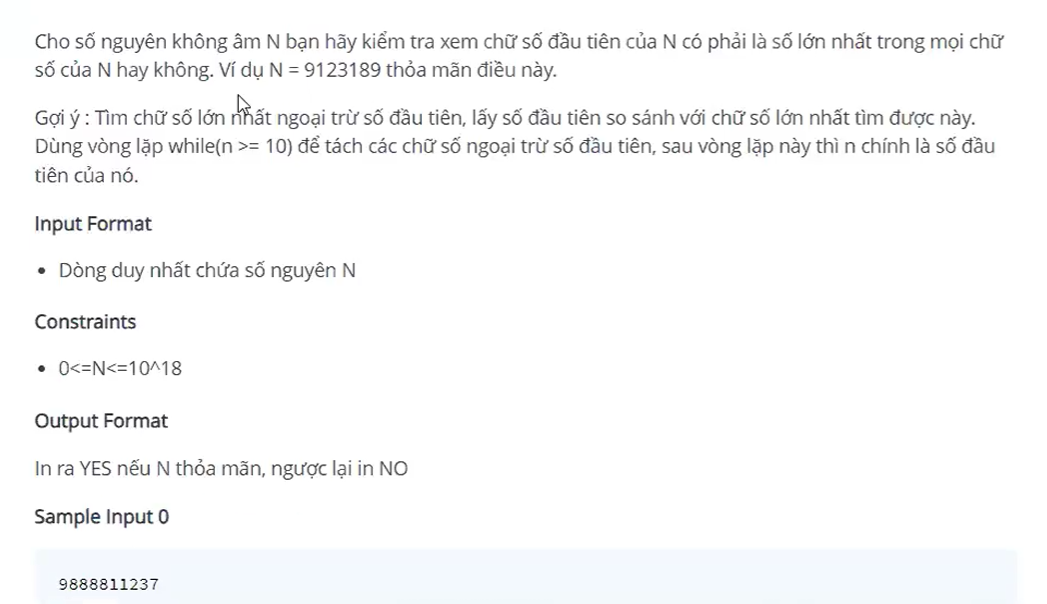 Cho số nguyên không âm N bạn hãy kiểm tra xem chữ số đầu tiên của N có phải là số lớn nhất trong mọi chữ
số của N hay không. Ví dụ N = 9123189 thỏa mãn điều này.
Gợi ý : Tìm chữ số lớn nhất ngoại trừ số đầu tiên, lấy số đầu tiên so sánh với chữ số lớn nhất tìm được này.
Dùng vòng lặp while(n >= 10) để tách các chữ số ngoại trừ số đầu tiên, sau vòng lặp này thì n chính là số đầu
tiên của nó.
Input Format
• Dòng duy nhất chứa số nguyên N
Constraints
• 0<=N<=10^18
Output Format
In ra YES nếu N thỏa mãn, ngược lại in NO
Sample Input 0
9888811237